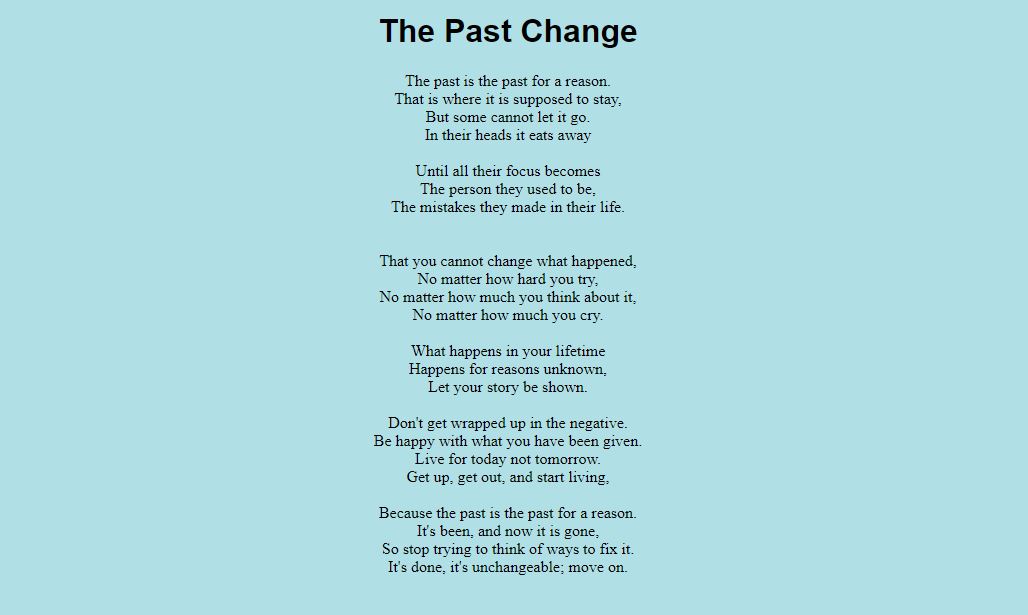 The Past Change
The past is the past for a reason.
That is where it is supposed to stay,
But some cannot let it go.
In their heads it eats away
Until all their focus becomes
The person they used to be,
The mistakes they made in their life.
That you cannot change what happened,
No matter how hard you try,
No matter how much you think about it,
No matter how much you cry.
What happens in your lifetime
Happens for reasons unknown,
Let your story be shown.
Don't get wrapped up in the negative.
Be happy with what you have been given.
Live for today not tomorrow.
Get up, get out, and start living,
Because the past is the past for a reason.
It's been, and now it is gone,
So stop trying to think of ways to fix it.
It's done, it's unchangeable; move on.